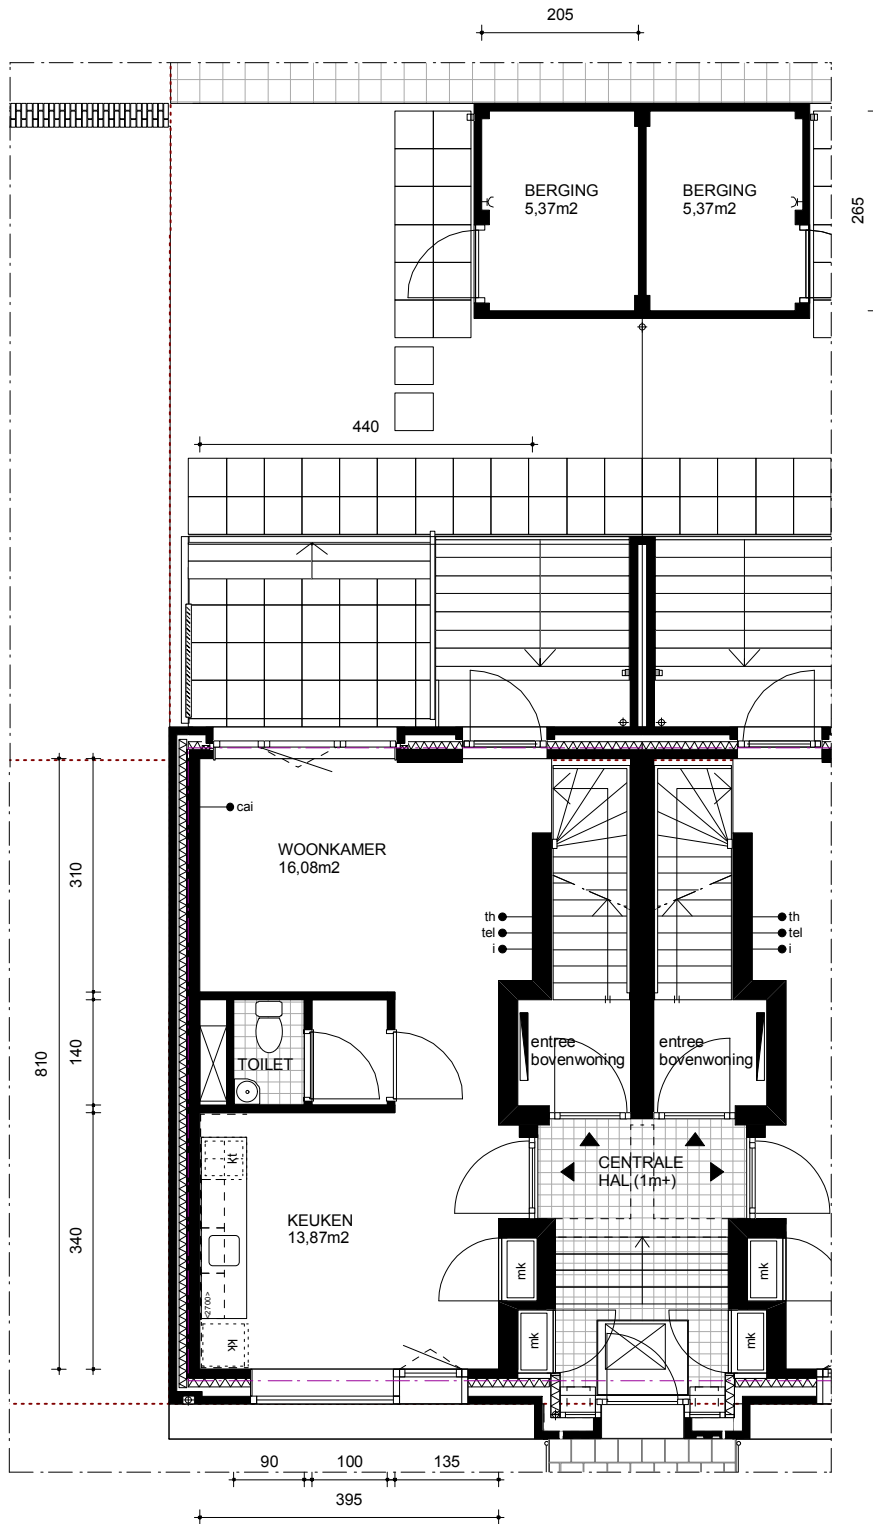 205
BERGING
5,37m2
BERGING
5,37m2
265
440
cai
WOONKAMER
16,08m2
310
th
tel
i
th
tel
i
810
140
TOILET
entree
bovenwoning
entree
bovenwoning
CENTRALE
HAL (1m+)
kt
KEUKEN
13,87m2
340
mk
mk
<2700>
kk
mk
mk
90
100
135
395